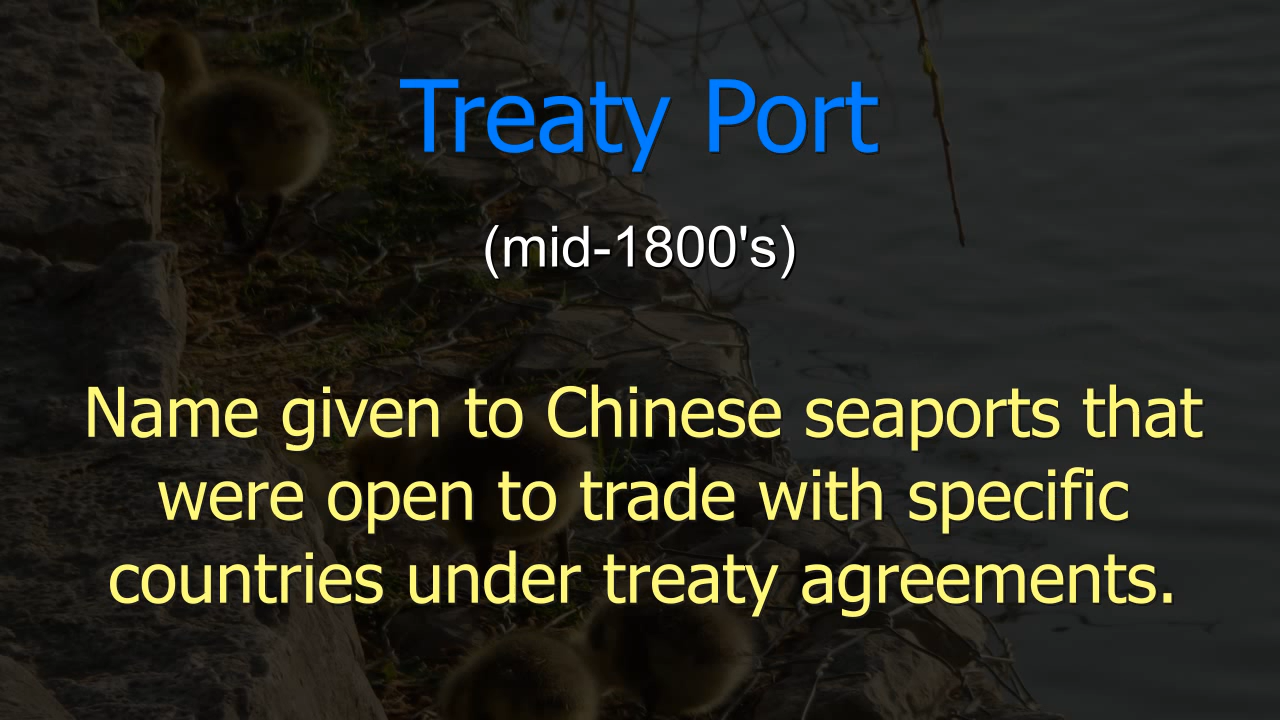 Treaty Port
(mid-1800's)
Name given to Chinese seaports that
were open to trade with specific
countries under treaty agreements.